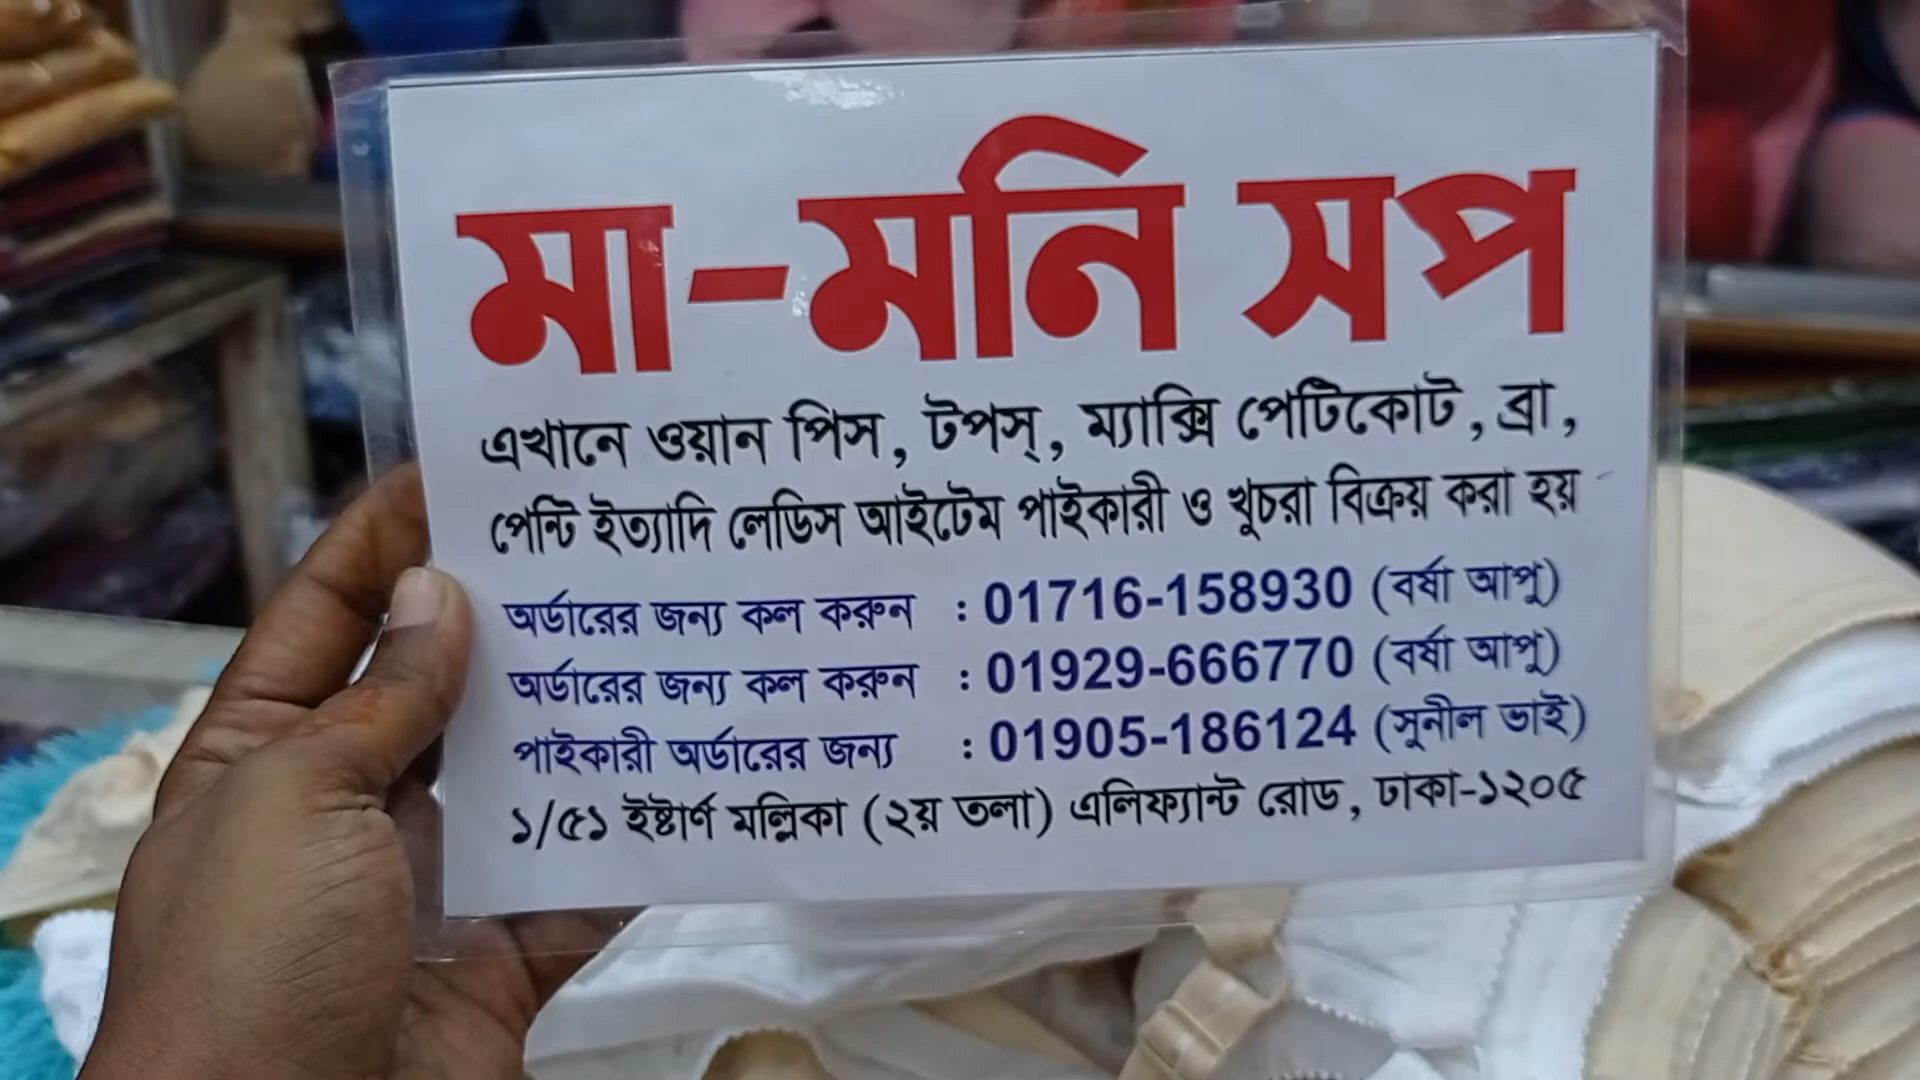 মা-মনি সপ
এখানে ওয়ান পিস, টপস্, ম্যাক্সি পেটিকোট, ব্রা,
পেন্টি ইত্যাদি লেডিস আইটেম পাইকারী ও খুচরা বিক্রয় করা হয়
অর্ডারের জন্য কল করুন : 01716-158930 (বর্ষা আপু)
অর্ডারের জন্য কল করুন : 01929-666770 (বর্ষা আপু)
পাইকারী অর্ডারের জন্য : 01905-186124 (সুনীল ভাই)
১/৫১ ইষ্টার্ণ মল্লিকা (২য় তলা) এলিফ্যান্ট রোড, ঢাকা-১২০৫